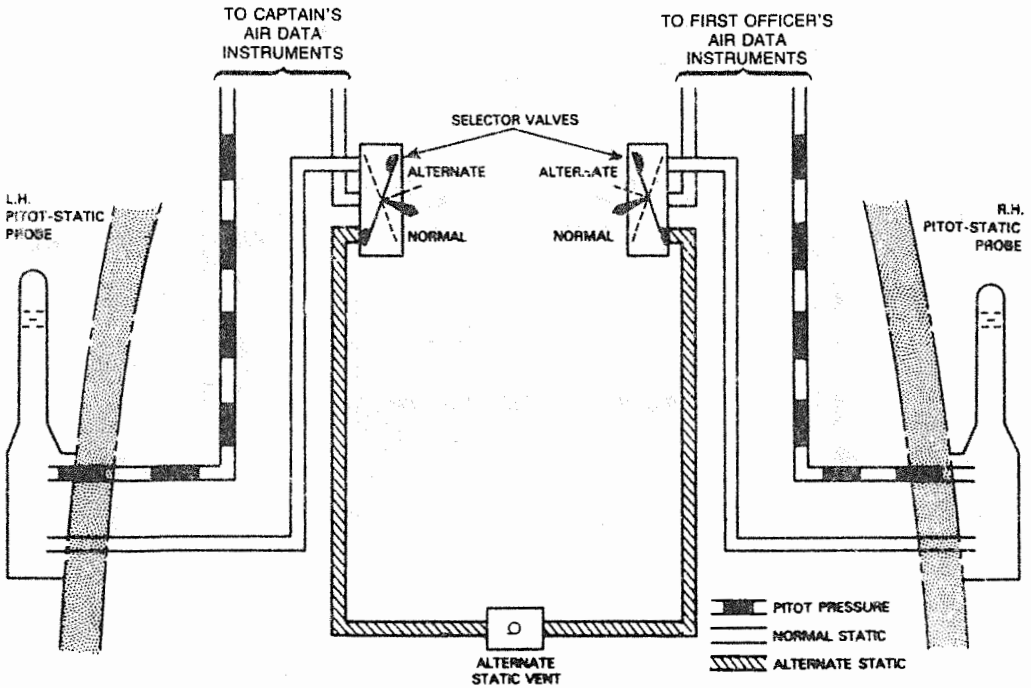 TO CAPTAIN'S
AIR DATA
INSTRUMENTS
TO FIRST OFFICER'S
AIR DATA
INSTRUMENTS
SELECTOR VALVES
ALTERNATE
ALTERNATE
L.H.
PITOT-STATIC
PROBE
R.H.
PITOT-STATIC
PROBE
NORMAL
NORMAL
PITOT PRESSURE
NORMAL STATIC
ALTERNATE STATIC
ALTERNATE
STATIC VENT